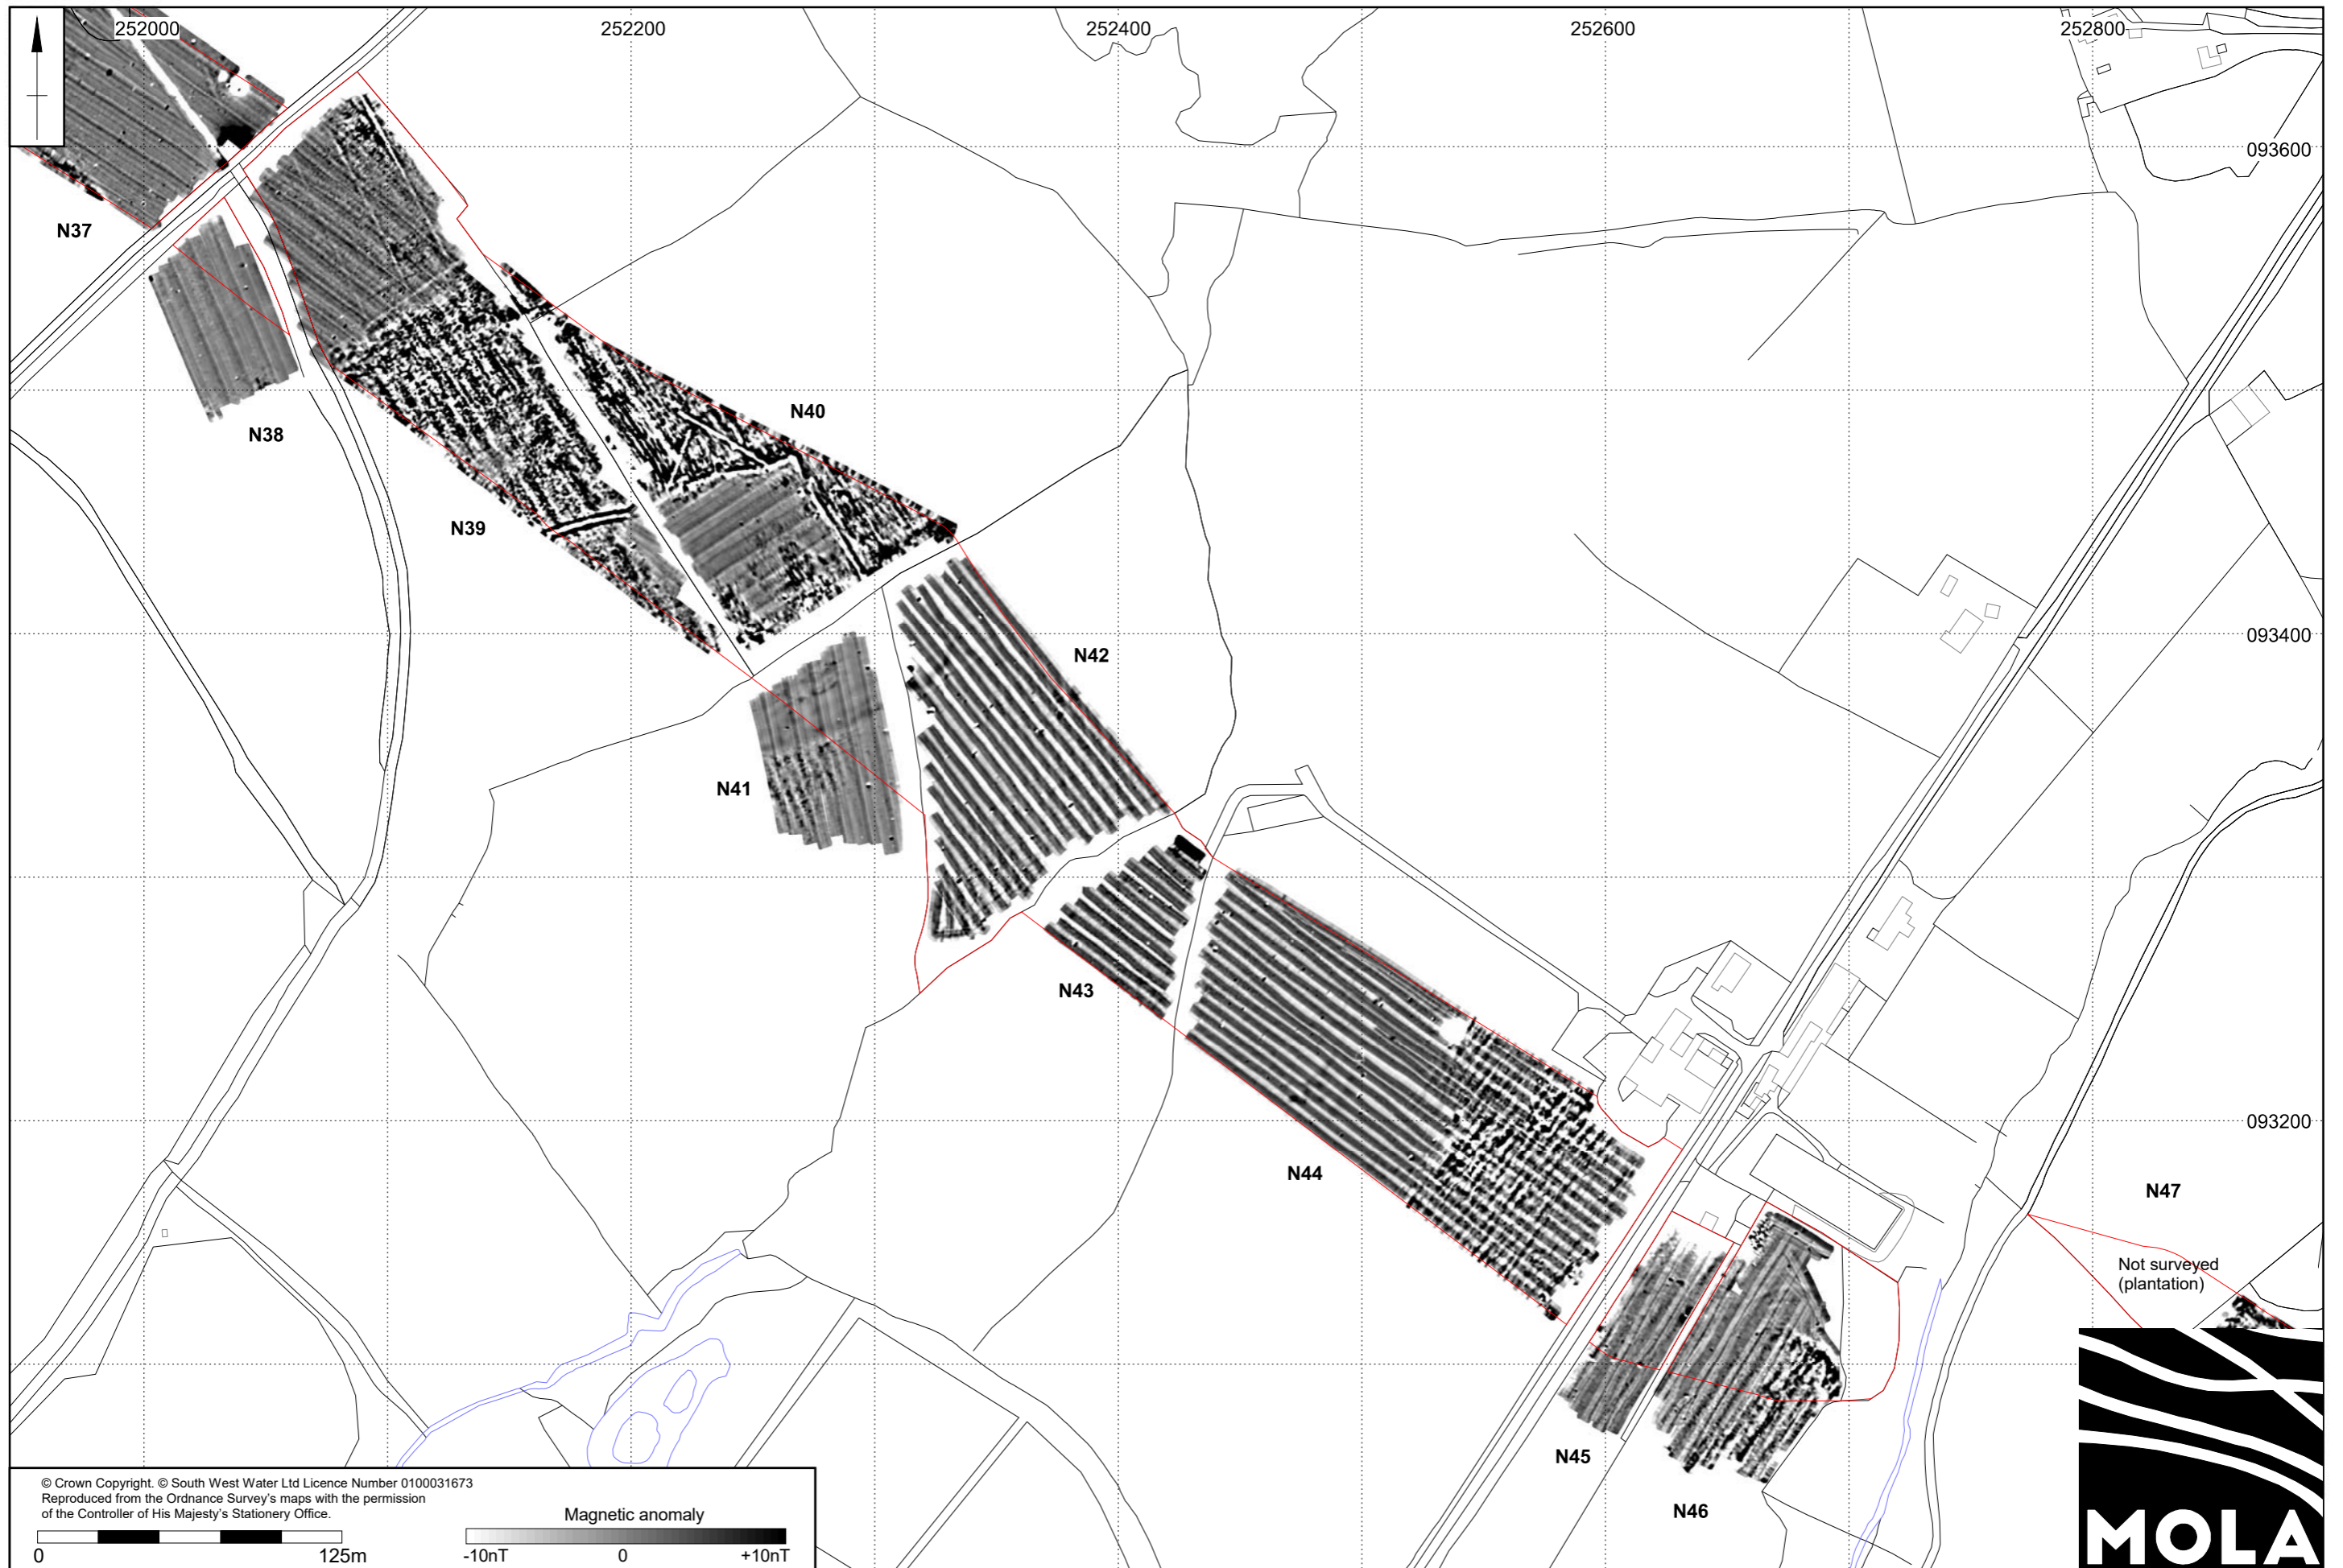 252000
252200
252400
252600
252800
093600
N37
N38
N40
N39
093400
N42
N41
N43
093200
N44
N47
Not surveyed
(plantation)
N45
N46
© Crown Copyright. © South West Water Ltd Licence Number 0100031673
Reproduced from the Ordnance Survey's maps with the permission
of the Controller of His Majesty's Stationery Office.
0
125m
Magnetic anomaly
-10nT
0
+10nT
MOLA